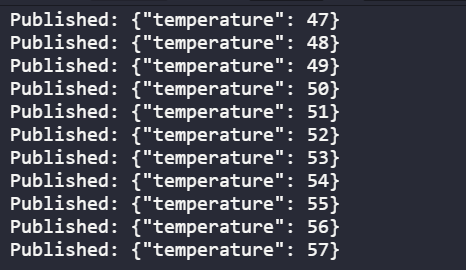 Published: {"temperature": 47}
Published: {"temperature": 48}
Published: {"temperature": 49}
Published: {"temperature": 50}
Published: {"temperature": 51}
Published: {"temperature": 52}
Published: {"temperature": 53}
Published: {"temperature": 54}
Published: {"temperature": 55}
Published: {"temperature": 56}
Published: {"temperature": 57}